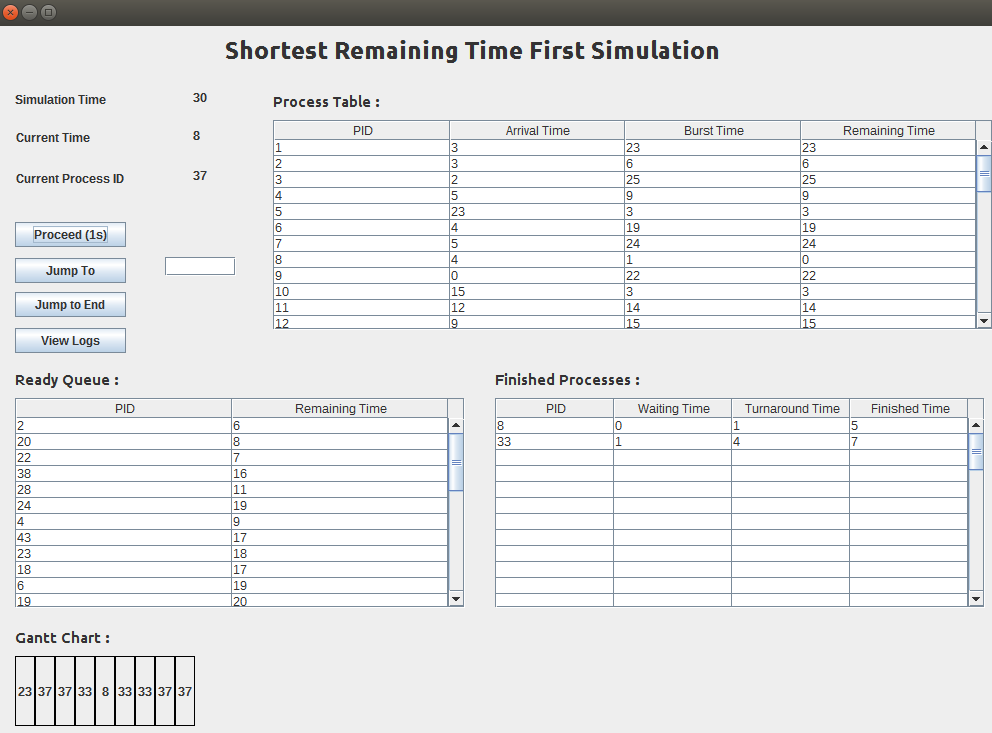 Shortest Remaining Time First Simulation
Simulation Time 30
Current Time 8
Current Process ID 37
Proceed (1s)
Jump To
Jump to End
View Logs
Process Table :
PID Arrival Time Burst Time Remaining Time
1 3 23 23
2 3 6 6
3 2 25 25
4 5 9 9
5 23 3 3
6 4 19 19
7 5 24 24
8 4 1 0
9 0 22 22
10 15 3 3
11 12 14 14
12 9 15 15
Ready Queue :
PID Remaining Time
2 6
20 8
22 7
38 16
28 11
24 19
4 9
43 17
23 18
18 17
6 19
19 20
Finished Processes :
PID Waiting Time Turnaround Time Finished Time
8 0 1 5
33 1 4 7
Gantt Chart :
23 37 37 33 8 33 33 37 37